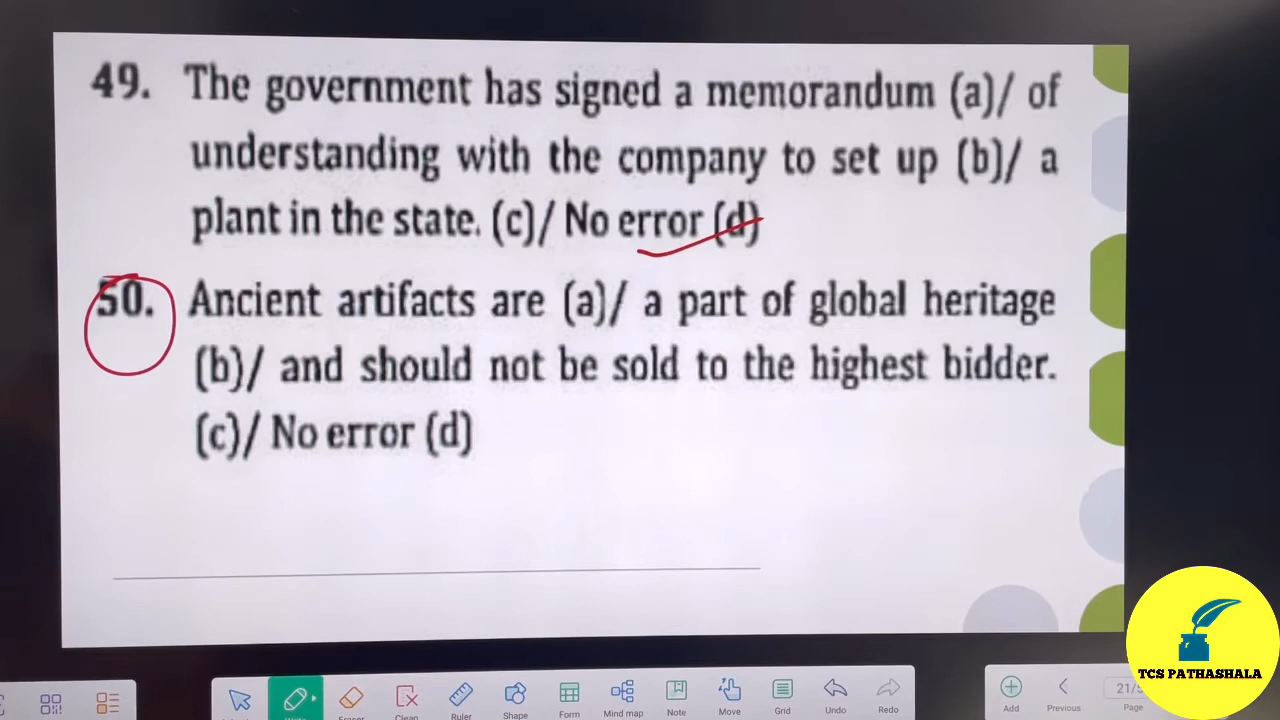 49. The government has signed a memorandum (a)/ of
understanding with the company to set up (b)/ a
plant in the state. (c)/ No error (d)
50. Ancient artifacts are (a)/ a part of global heritage
(b)/ and should not be sold to the highest bidder.
(c)/ No error (d)
TCS PATHASHALA
Eraser Clean Ruler Shape Form Mind map Note Move Grid Undo Redo Add Previous Page